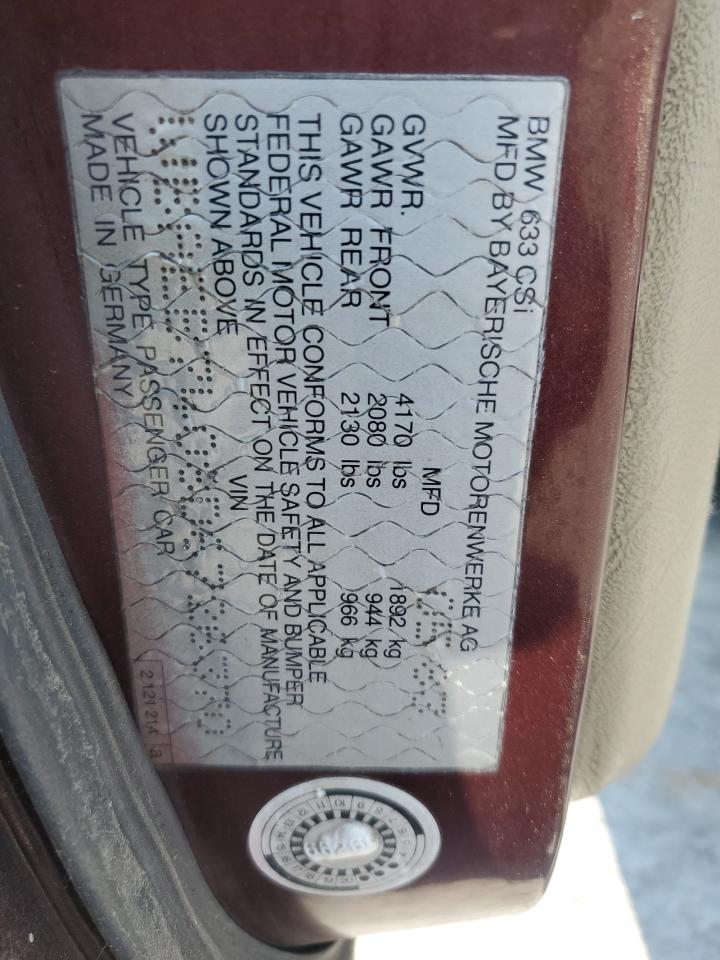 BMW 633 CSi
MFD BY BAYERISCHE MOTORENWERKE AG
MFD
GVWR. 4170 lbs 1892 kg
GAWR FRONT 2080 lbs 944 kg
GAWR REAR 2130 lbs 966 kg
THIS VEHICLE CONFORMS TO ALL APPLICABLE
FEDERAL MOTOR VEHICLE SAFETY AND BUMPER
STANDARDS IN EFFECT ON THE DATE OF MANUFACTURE
SHOWN ABOVE VIN
VEHICLE TYPE PASSENGER CAR
MADE IN GERMANY